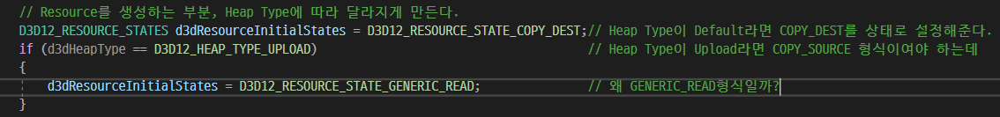 // Resource를 생성하는 부분, Heap Type에 따라 달라지게 만든다.
D3D12_RESOURCE_STATES d3dResourceInitialStates = D3D12_RESOURCE_STATE_COPY_DEST;// Heap Type이 Default라면 COPY_DEST를 상태로 설정해준다.
if (d3dHeapType == D3D12_HEAP_TYPE_UPLOAD) // Heap Type이 Upload라면 COPY_SOURCE 형식이여야 하는데
{
d3dResourceInitialStates = D3D12_RESOURCE_STATE_GENERIC_READ; // 왜 GENERIC_READ형식일까?
}